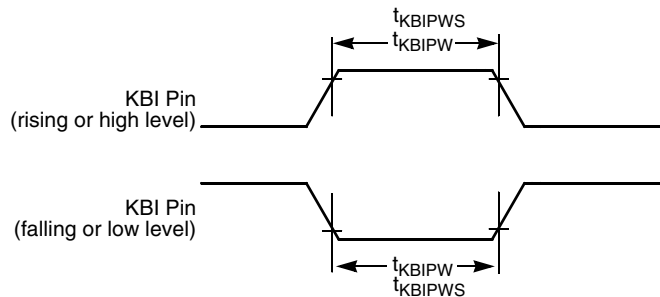 tKBIPWS
tKBIPW
KBI Pin
(rising or high level)
KBI Pin
(falling or low level)
tKBIPW
tKBIPWS